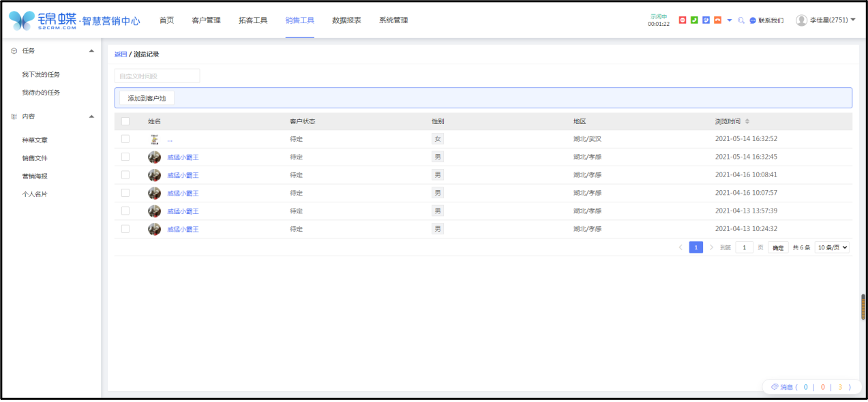 锦蝶·智慧营销中心
SZCRM.COM
首页 客户管理 拓客工具 销售工具 数据报表 系统管理
示闲中
00:01:22
联系我们
李佳星(2751)
任务
我下发的任务
我待办的任务
内容
种草文章
销售文件
营销海报
个人名片
返回 / 浏览记录
自定义时间段
添加到客户池
姓名 客户状态 性别 地区 浏览时间
... 待定 女 湖北/武汉 2021-05-14 16:32:52
威猛小霸王 待定 男 湖北/孝感 2021-05-14 16:32:45
威猛小霸王 待定 男 湖北/孝感 2021-04-16 10:08:41
威猛小霸王 待定 男 湖北/孝感 2021-04-16 10:07:57
威猛小霸王 待定 男 湖北/孝感 2021-04-13 13:57:39
威猛小霸王 待定 男 湖北/孝感 2021-04-13 10:24:32
1 到第 1 页 确定 共 6 条 10 条/页
消息 ( 0 | 0 | 3 )